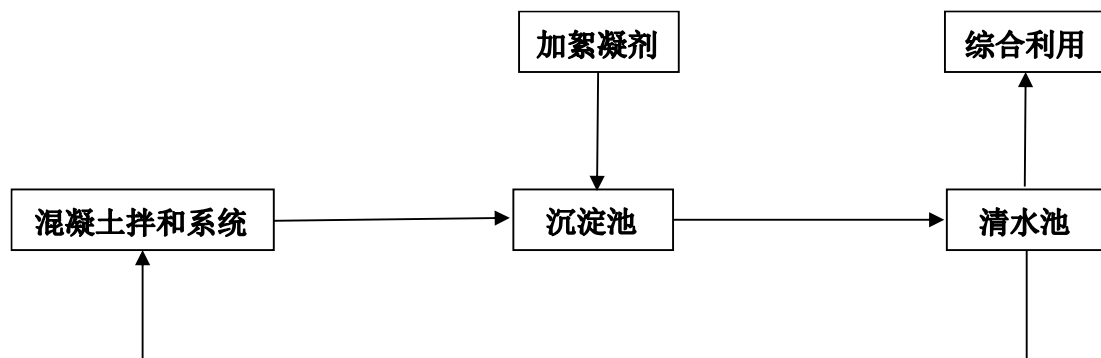 加絮凝剂
综合利用
混凝土拌和系统
沉淀池
清水池